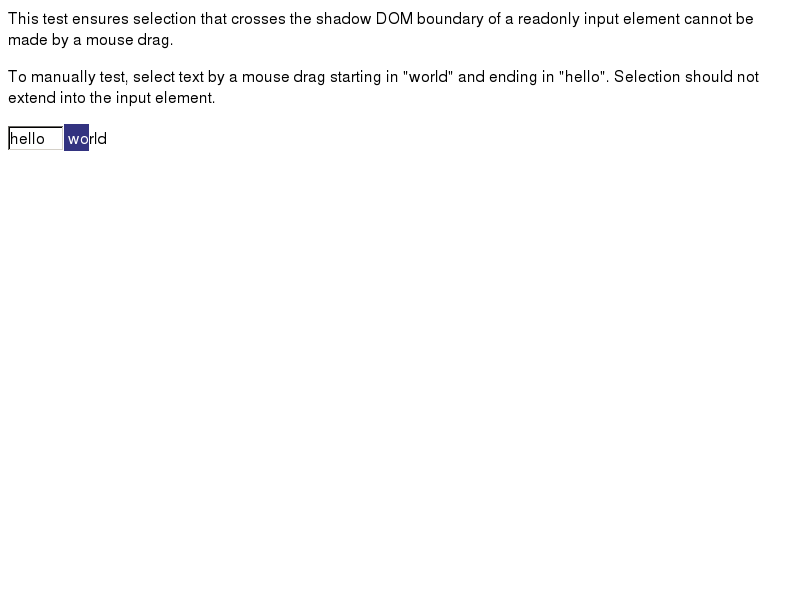 This test ensures selection that crosses the shadow DOM boundary of a readonly input element cannot be
made by a mouse drag.
To manually test, select text by a mouse drag starting in "world" and ending in "hello". Selection should not
extend into the input element.
hello world